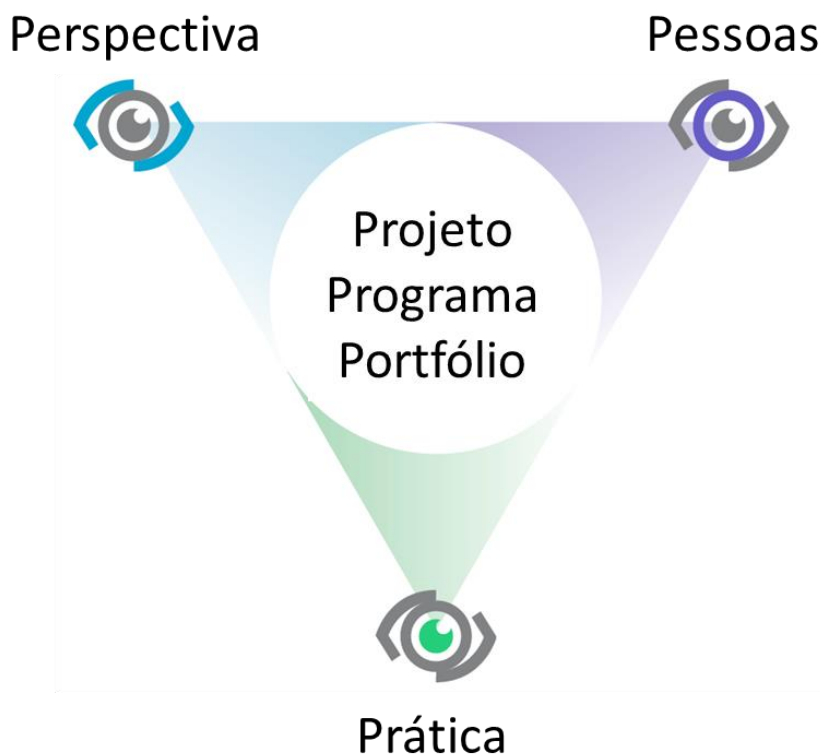 Perspectiva
Pessoas
Projeto
Programa
Portfólio
Prática